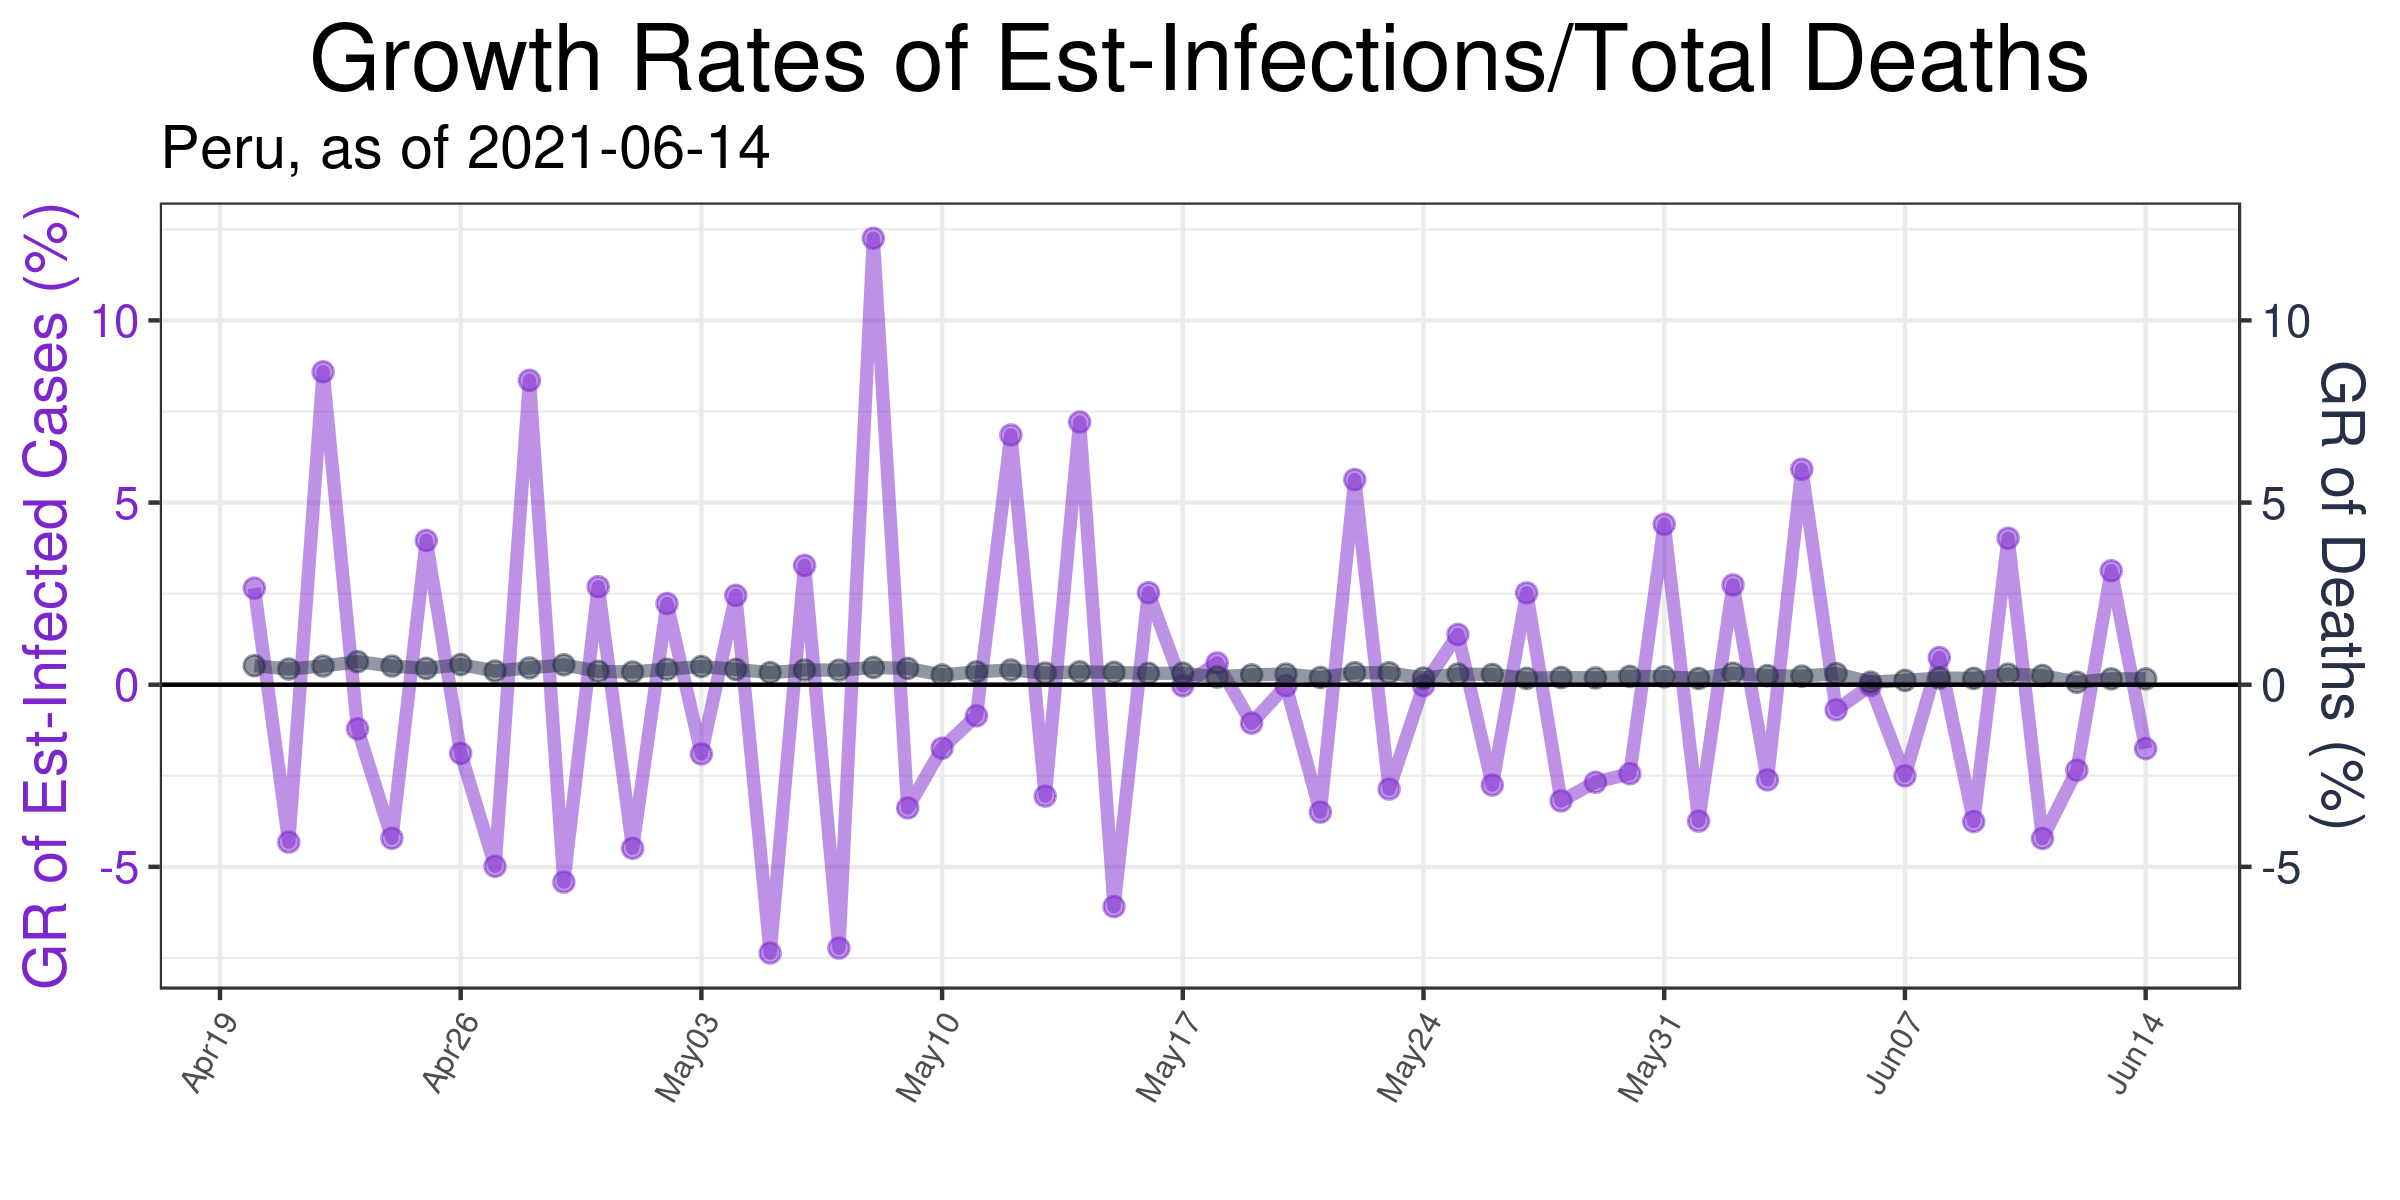 Growth Rates of Est-Infections/Total Deaths
Peru, as of 2021-06-14
GR of Est-Infected Cases (%)
10
5
0
-5
10
5
0
-5
GR of Deaths (%)
Apr19
Apr26
May03
May10
May17
May24
May31
Jun07
Jun14